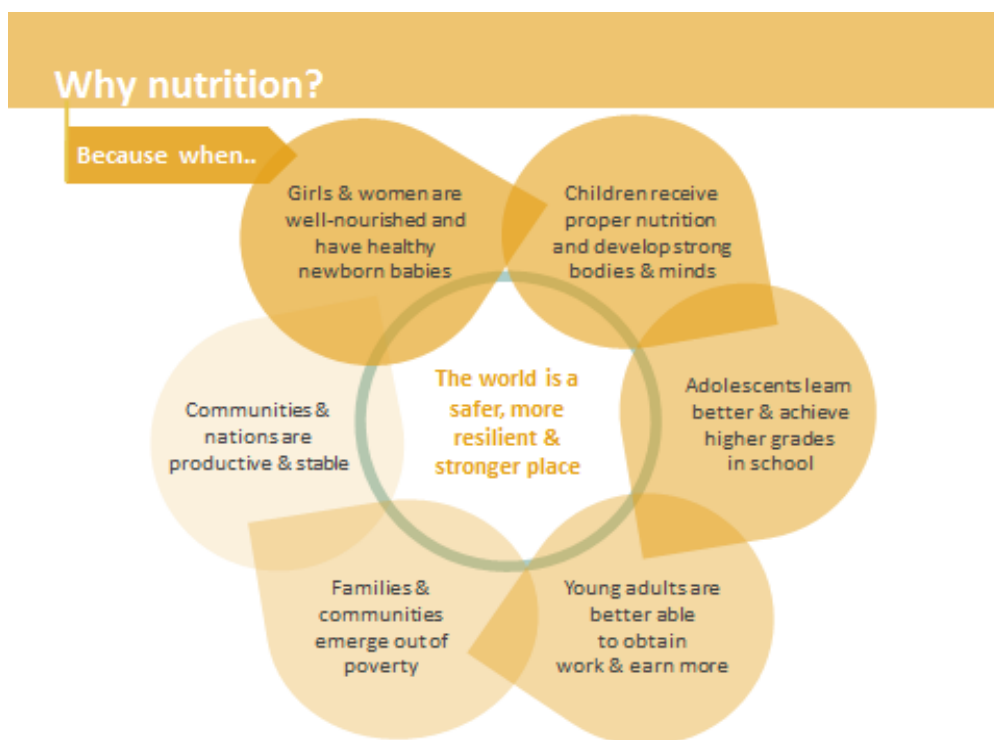 Why nutrition?
Because when..
Girls & women are
well-nourished and
have healthy
newborn babies
Children receive
proper nutrition
and develop strong
bodies & minds
Adolescents learn
better & achieve
higher grades
in school
Young adults are
better able
to obtain
work & earn more
Families &
communities
emerge out of
poverty
Communities &
nations are
productive & stable
The world is a
safer, more
resilient &
stronger place